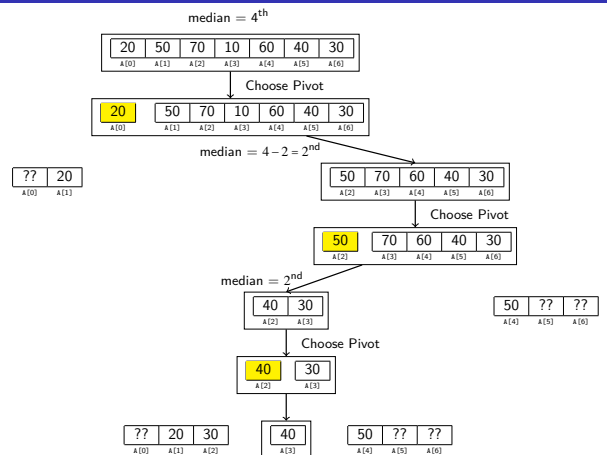 median = 4th
20 50 70 10 60 40 30
A[0] A[1] A[2] A[3] A[4] A[5] A[6]
Choose Pivot
20 50 70 10 60 40 30
A[0] A[1] A[2] A[3] A[4] A[5] A[6]
median = 4 – 2 = 2nd
?? 20 50 70 60 40 30
A[0] A[1] A[2] A[3] A[4] A[5] A[6]
Choose Pivot
50 70 60 40 30
A[2] A[3] A[4] A[5] A[6]
median = 2nd
40 30 50 ?? ??
A[2] A[3] A[4] A[5] A[6]
Choose Pivot
40 30
A[2] A[3]
?? 20 30 40 50 ?? ??
A[0] A[1] A[2] A[3] A[4] A[5] A[6]